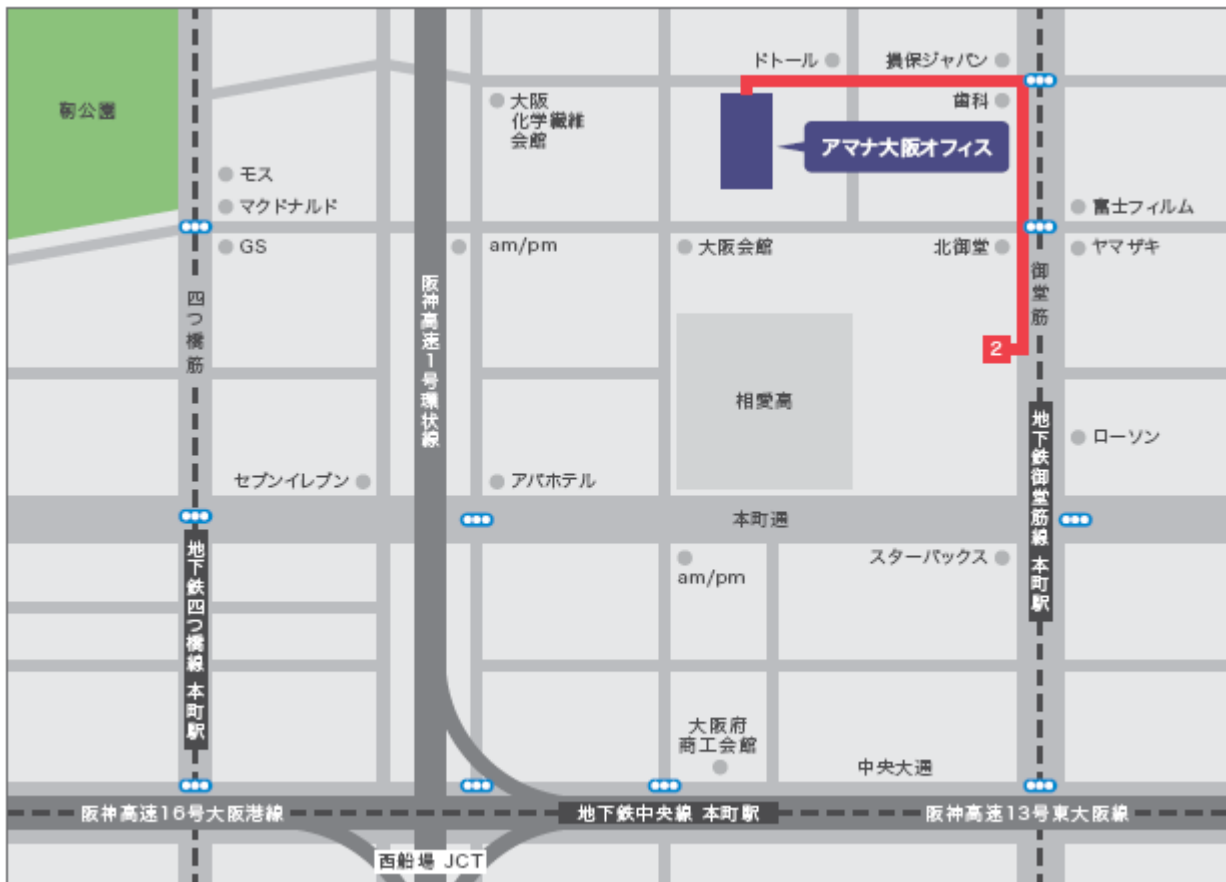 ドトール
損保ジャパン
靭公園
大阪
化学繊維
会館
歯科
アマナ大阪オフィス
モス
マクドナルド
富士フィルム
GS
am/pm
大阪会館
北御堂
ヤマザキ
四つ橋筋
阪神高速1号環状線
御堂筋
2
相愛高
地下鉄御堂筋線 本町駅
ローソン
セブンイレブン
アパホテル
本町通
地下鉄四つ橋線 本町駅
am/pm
スターバックス
大阪府
商工会館
中央大通
阪神高速16号大阪港線
地下鉄中央線 本町駅
阪神高速13号東大阪線
西船場 JCT